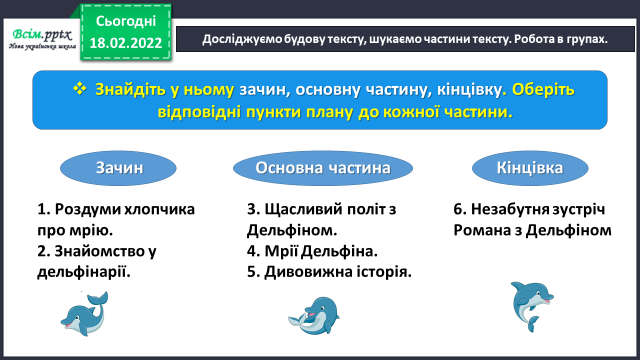 Всім.pptx
Нова українська школа
Сьогодні
18.02.2022
Досліджуємо будову тексту, шукаємо частини тексту. Робота в групах.
❖ Знайдіть у ньому зачин, основну частину, кінцівку. Оберіть
відповідні пункти плану до кожної частини.
Зачин
1. Роздуми хлопчика
про мрію.
2. Знайомство у
дельфінарії.
Основна частина
3. Щасливий політ з
Дельфіном.
4. Мрії Дельфіна.
5. Дивовижна історія.
Кінцівка
6. Незабутня зустріч
Романа з Дельфіном